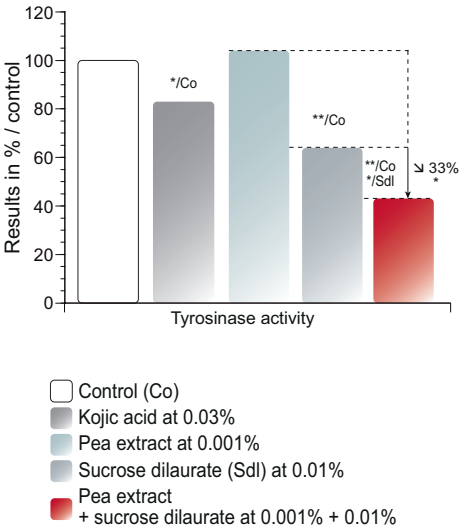 120
100
80
60
40
20
0
Results in % / control
*/Co
**/Co
**/Co
*/Sdl
↘ 33%
*
Tyrosinase activity
Control (Co)
Kojic acid at 0.03%
Pea extract at 0.001%
Sucrose dilaurate (Sdl) at 0.01%
Pea extract
+ sucrose dilaurate at 0.001% + 0.01%